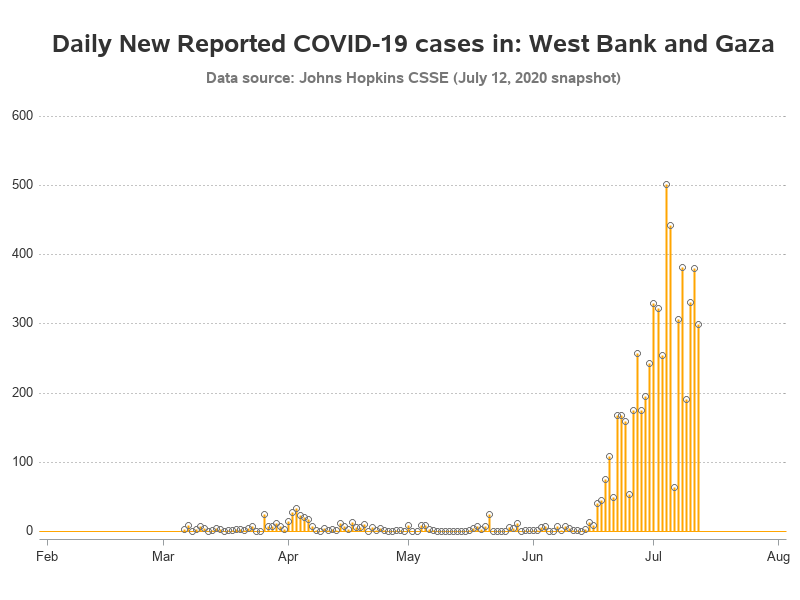 Daily New Reported COVID-19 cases in: West Bank and Gaza
Data source: Johns Hopkins CSSE (July 12, 2020 snapshot)
600
500
400
300
200
100
0
Feb Mar Apr May Jun Jul Aug